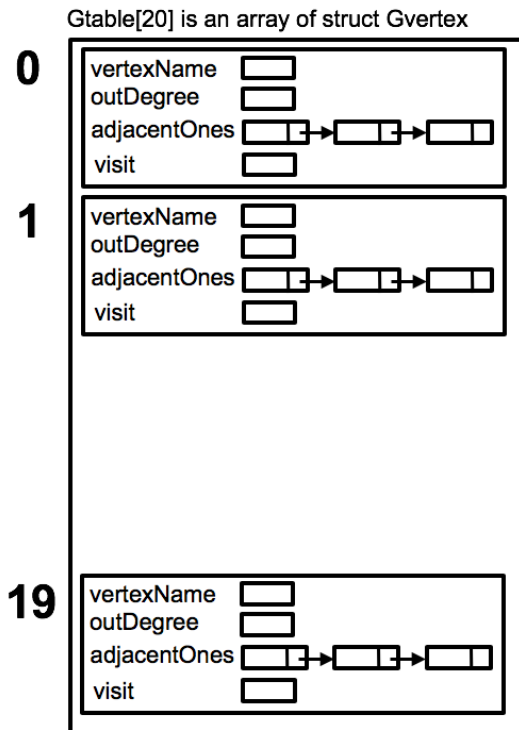 Gtable[20] is an array of struct Gvertex
0
vertexName
outDegree
adjacentOnes
visit
1
vertexName
outDegree
adjacentOnes
visit
19
vertexName
outDegree
adjacentOnes
visit